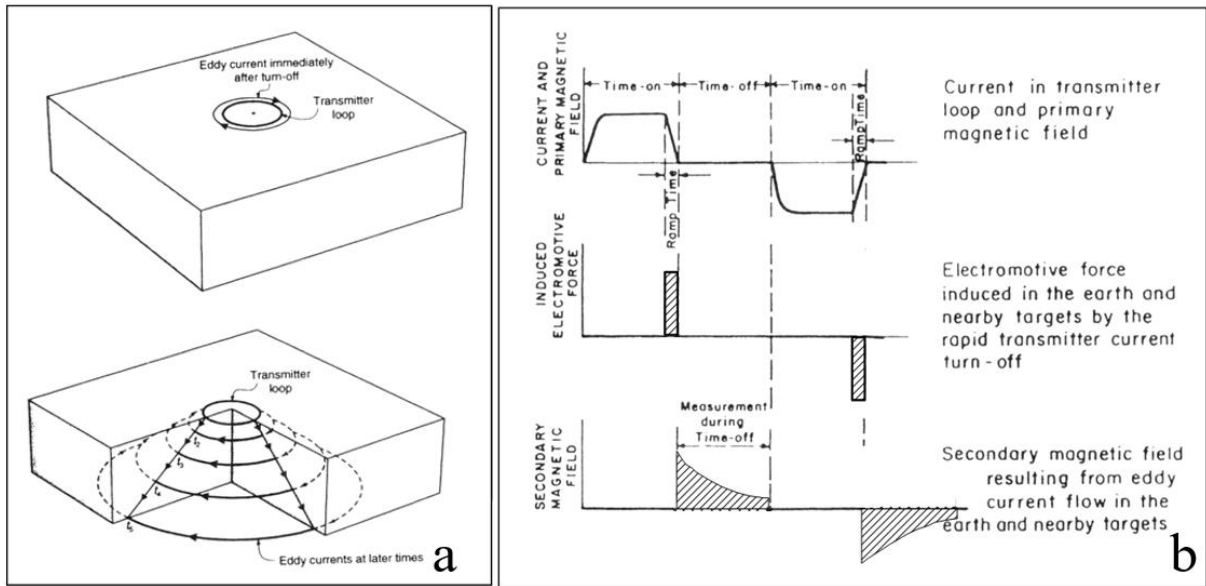 Eddy current immediately
after turn-off
Transmitter
loop
Transmitter
loop
t₂
t₃
t₄
t₅
Eddy currents at later times
a
CURRENT AND
PRIMARY MAGNETIC
FIELD
Time-on
Time-off
Time-on
Ramp Time
Ramp Time
Current in transmitter
loop and primary
magnetic field
INDUCED
ELECTROMOTIVE
FORCE
Electromotive force
induced in the earth and
nearby targets by the
rapid transmitter current
turn-off
SECONDARY
MAGNETIC
FIELD
Measurement
during
Time-off
Secondary magnetic field
resulting from eddy
current flow in the
earth and nearby targets
b